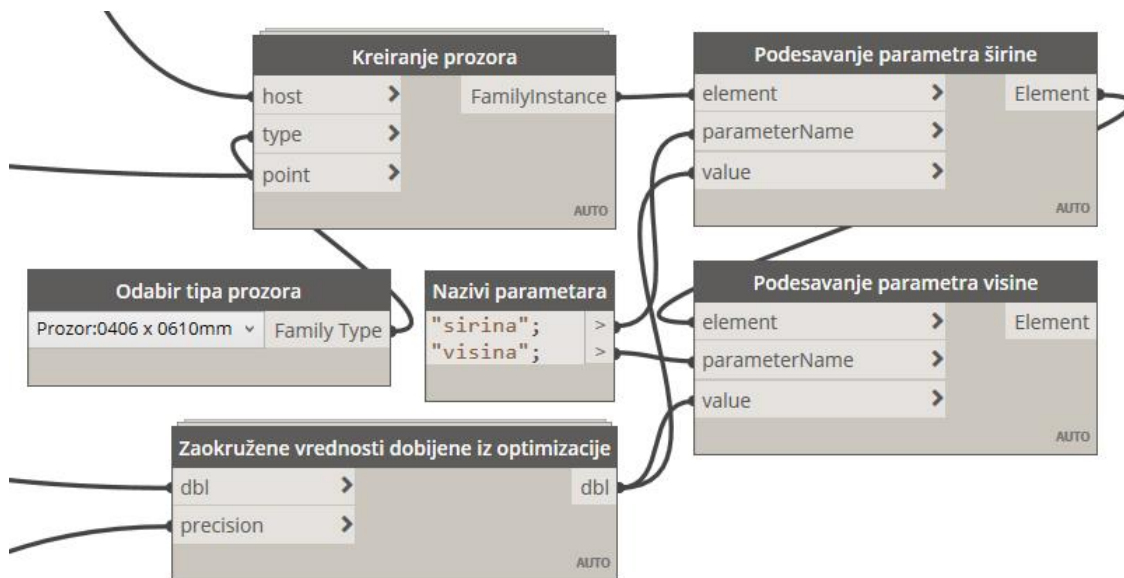 Kreiranje prozora
host > FamilyInstance
type >
point >
AUTO
Podesavanje parametra širine
element > Element
parameterName >
value >
AUTO
Odabir tipa prozora
Prozor:0406 x 0610mm Family Type
Nazivi parametara
"sirina"; >
"visina"; >
Podesavanje parametra visine
element > Element
parameterName >
value >
AUTO
Zaokružene vrednosti dobijene iz optimizacije
dbl > dbl
precision >
AUTO